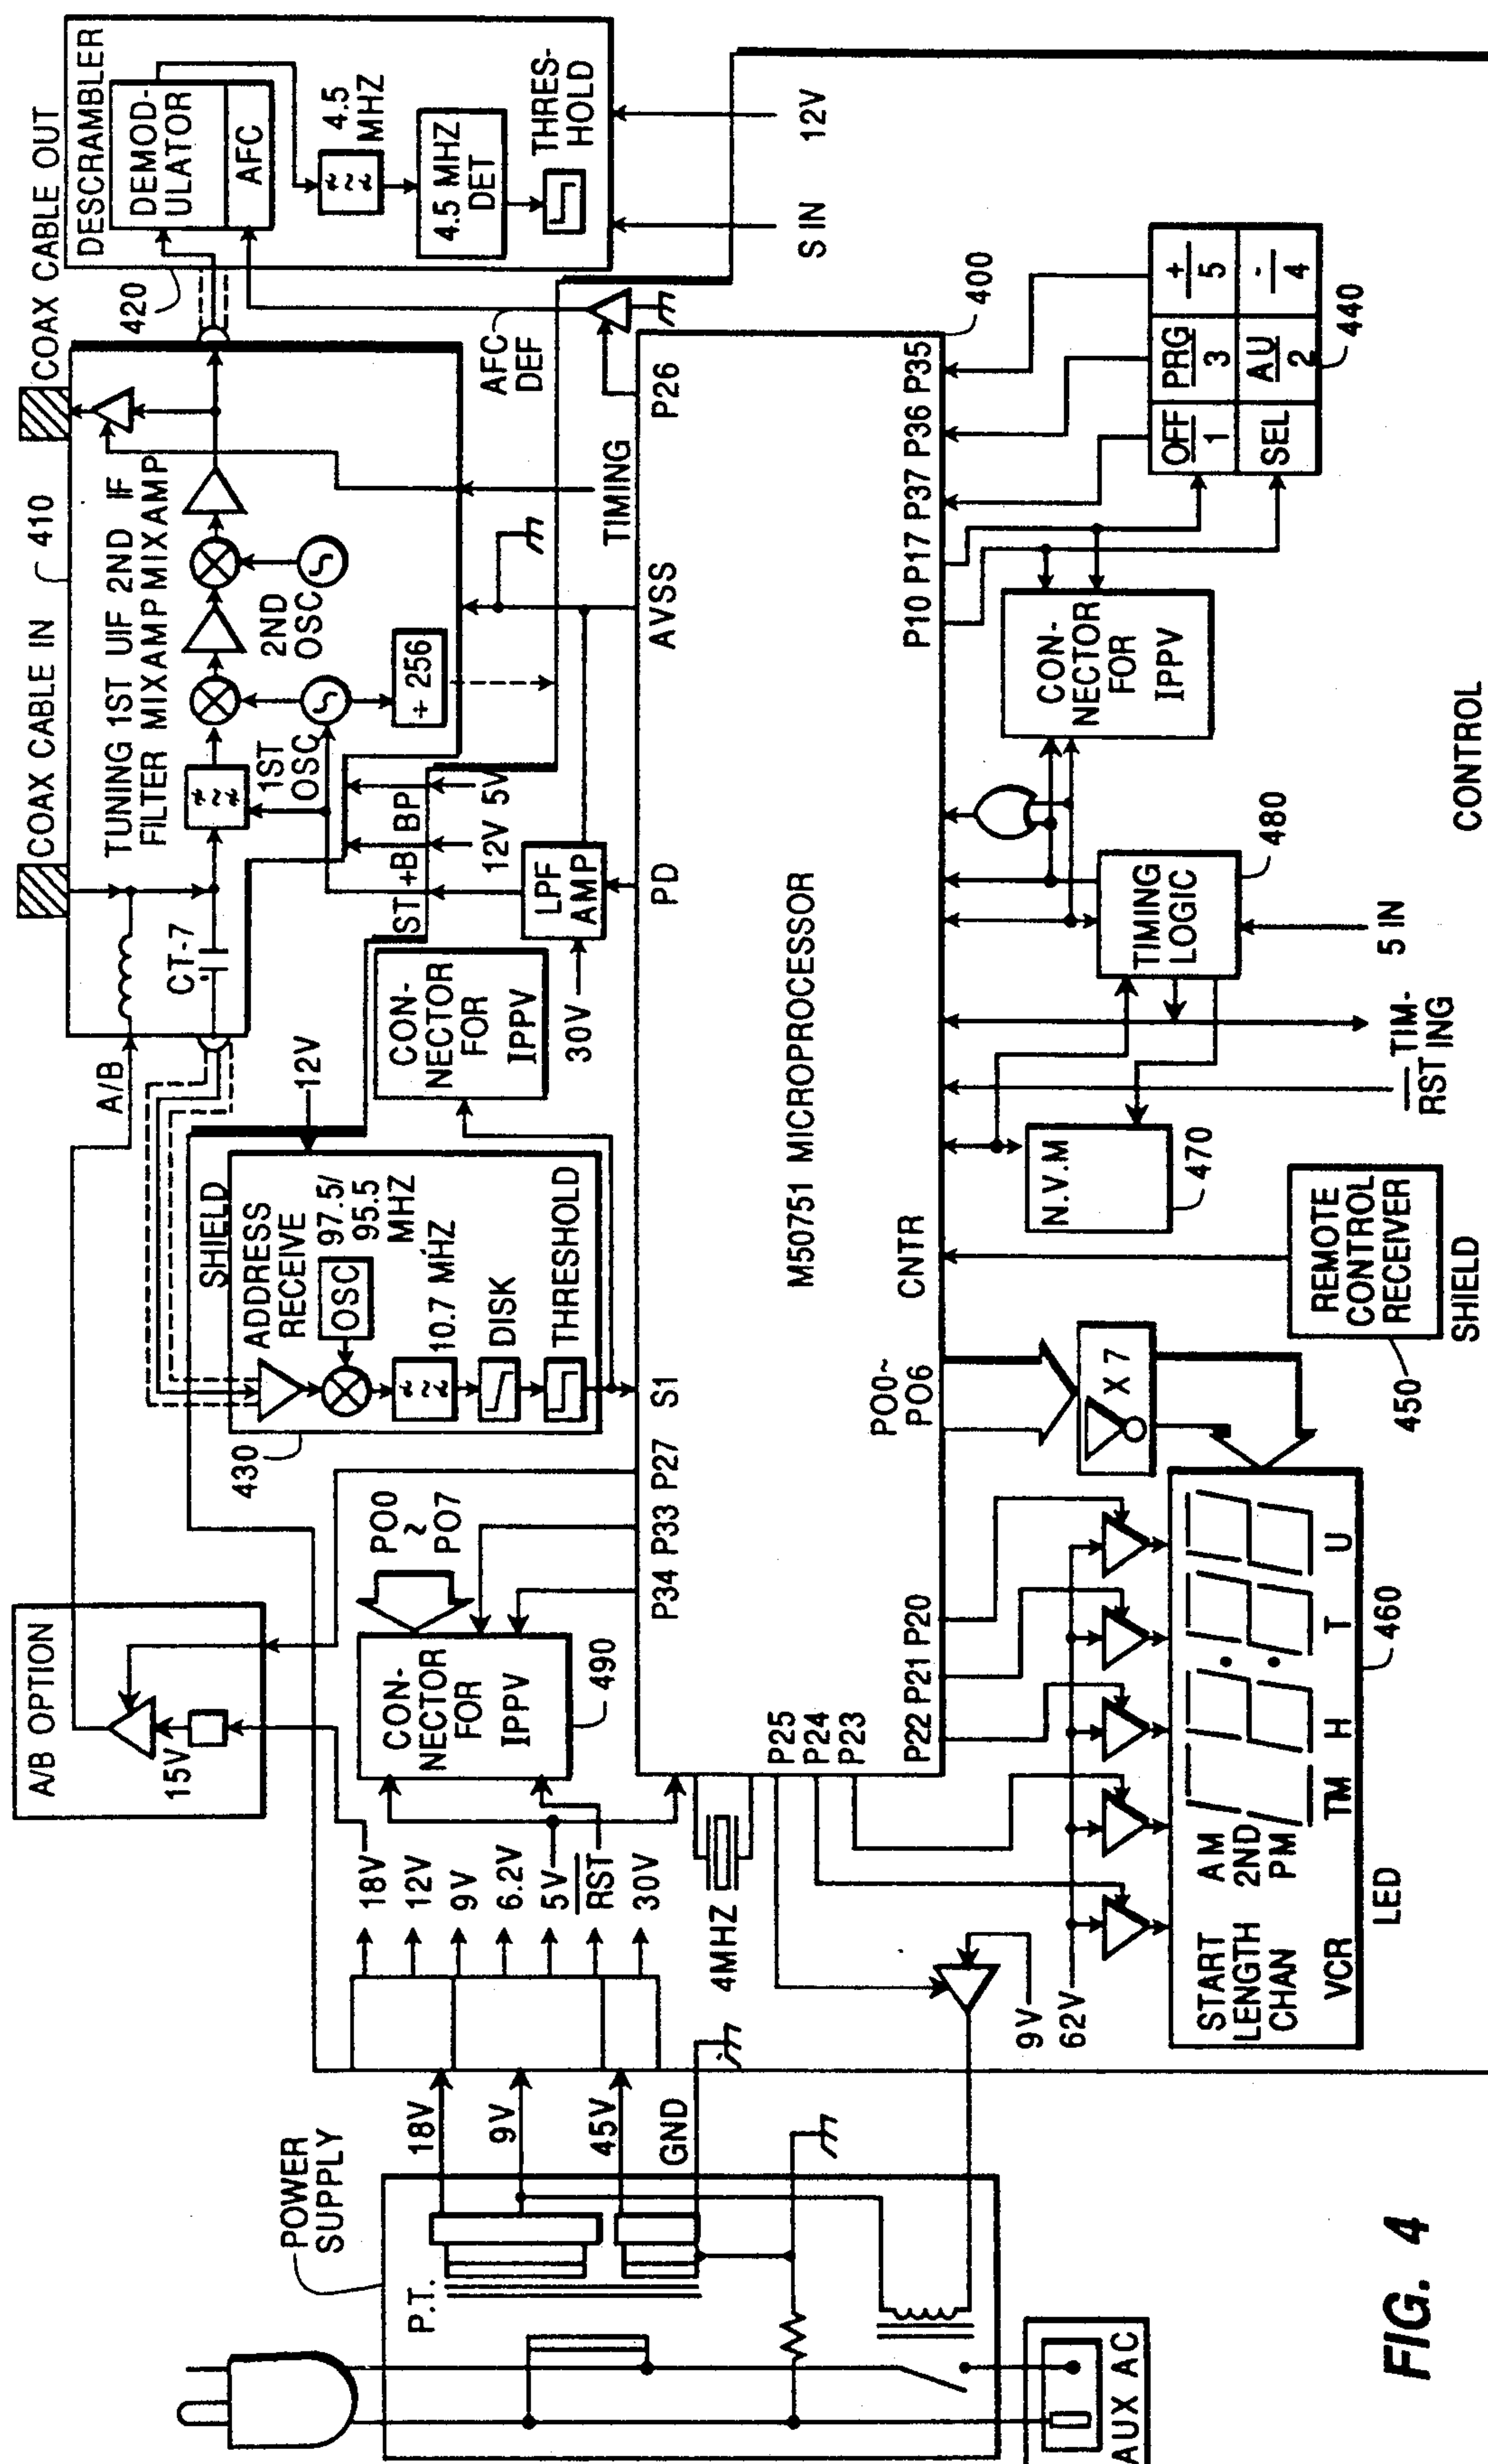 COAX CABLE IN
410
COAX CABLE OUT
TUNING 1ST UIF 2ND IF
FILTER MIX AMP MIX AMP
1ST
OSC
2ND
OSC
+ 256
CT-7
A/B
ST +B BP
12V 5V
420
DESCRAMBLER
DEMOD-
ULATOR
AFC
4.5
MHZ
4.5 MHZ
DET
THRES-
HOLD
S IN
12V
AFC
DEF
TIMING
A/B OPTION
15V
SHIELD
ADDRESS
RECEIVE
OSC
97.5/
95.5
MHZ
10.7 MHZ
DISK
THRESHOLD
430
12V
CON-
NECTOR
FOR
IPPV
30V
LPF
AMP
PO0
~
PO7
CON-
NECTOR
FOR
IPPV
490
P34 P33 P27
S1
PD
AVSS
P26
M50751 MICROPROCESSOR
400
P25
P24
P23
P22 P21 P20
PO0~
PO6
CNTR
P10 P17 P37 P36 P35
POWER
SUPPLY
P.T.
18V
9V
45V
GND
18V
12V
9V
6.2V
5V
RST
30V
4MHZ
9V
62V
AUX AC
START
LENGTH
CHAN
VCR
AM
2ND
PM
TM H T U
LED
460
X 7
REMOTE
CONTROL
RECEIVER
450
SHIELD
N.V.M
470
RST
TIM-
ING
5 IN
TIMING
LOGIC
480
CON-
NECTOR
FOR
IPPV
OFF
1
PRG
3
+
5
SEL
AU
2
-
4
440
CONTROL
FIG. 4